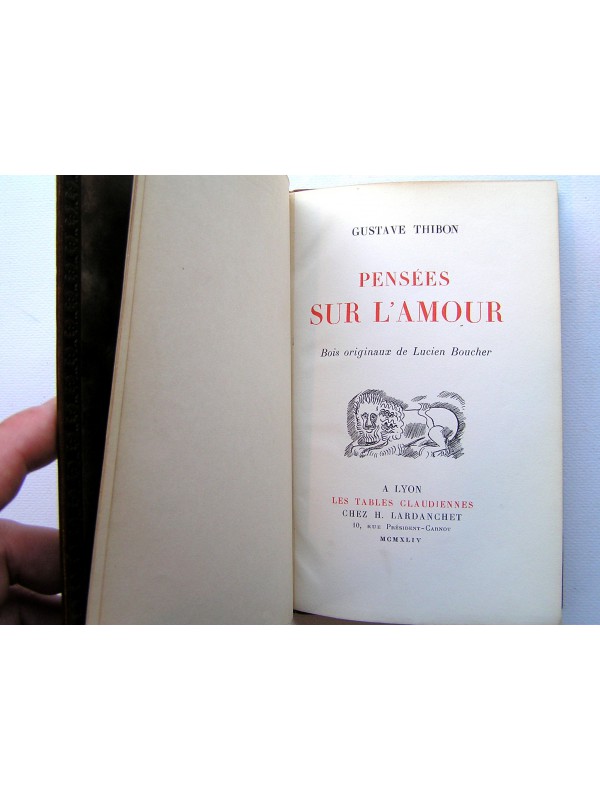 GUSTAVE THIBON
PENSÉES
SUR L'AMOUR
Bois originaux de Lucien Boucher
A LYON
LES TABLES CLAUDIENNES
CHEZ H. LARDANCHET
10, RUE PRÉSIDENT-CARNOT
MCMXLIV